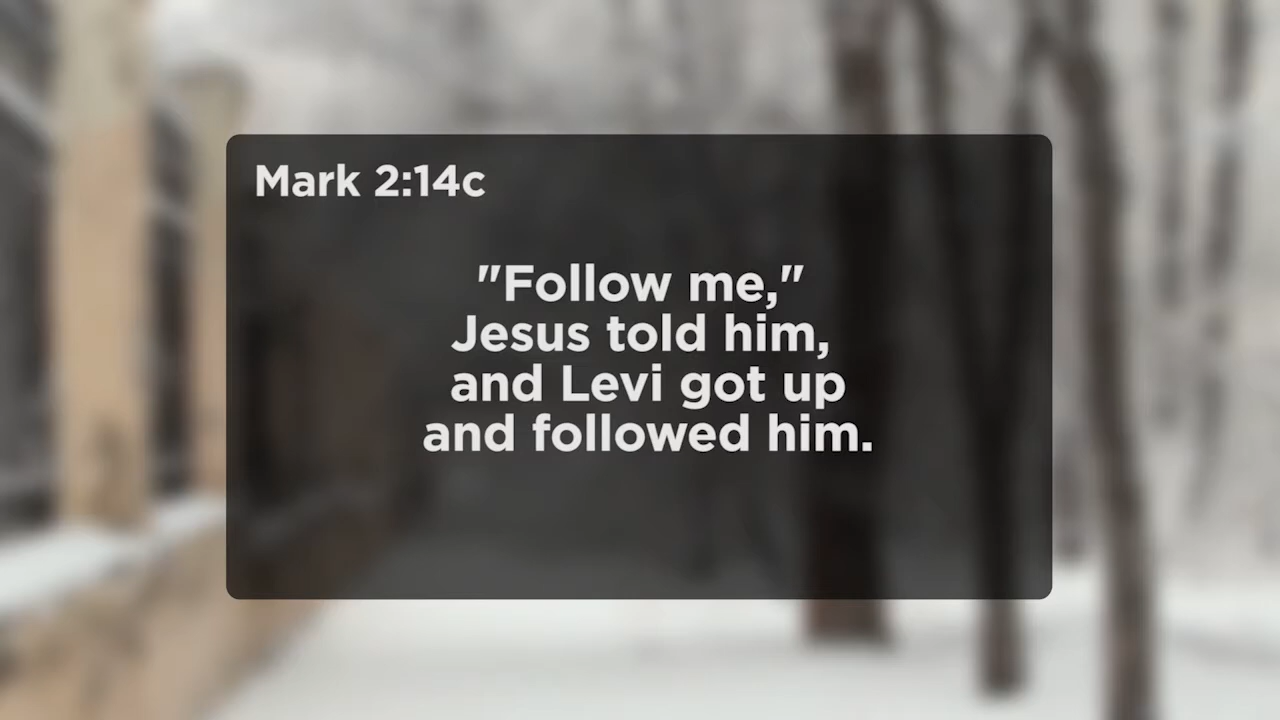 Mark 2:14c
"Follow me,"
Jesus told him,
and Levi got up
and followed him.